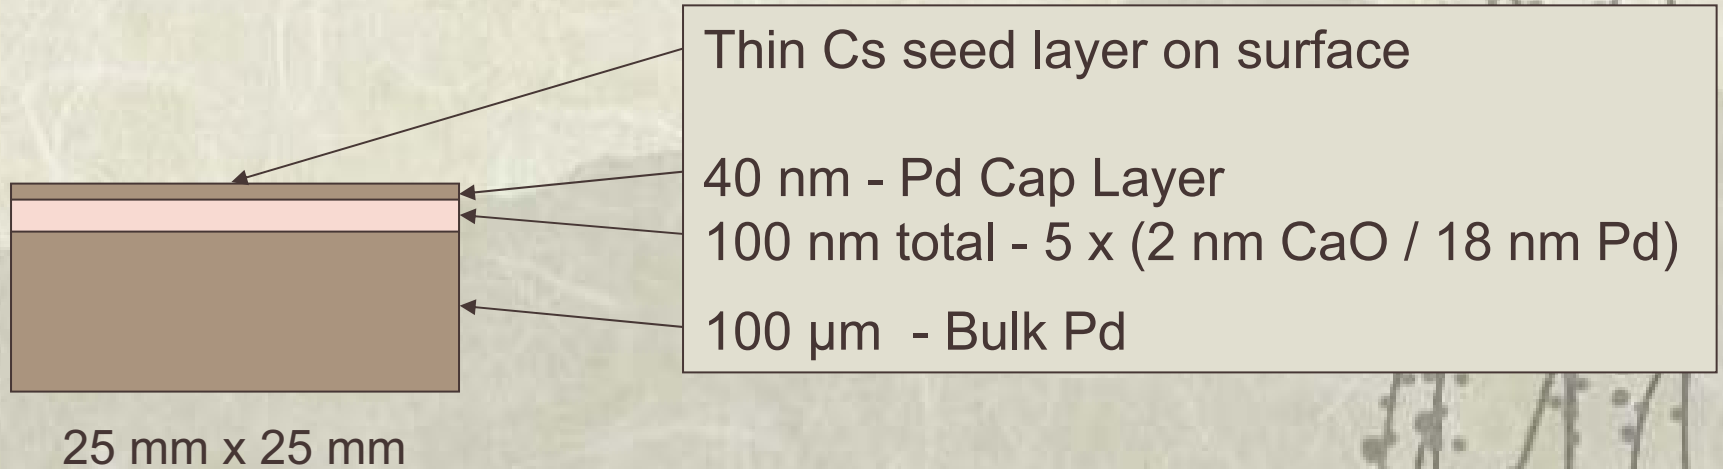 Thin Cs seed layer on surface
40 nm - Pd Cap Layer
100 nm total - 5 x (2 nm CaO / 18 nm Pd)
100 µm - Bulk Pd
25 mm x 25 mm